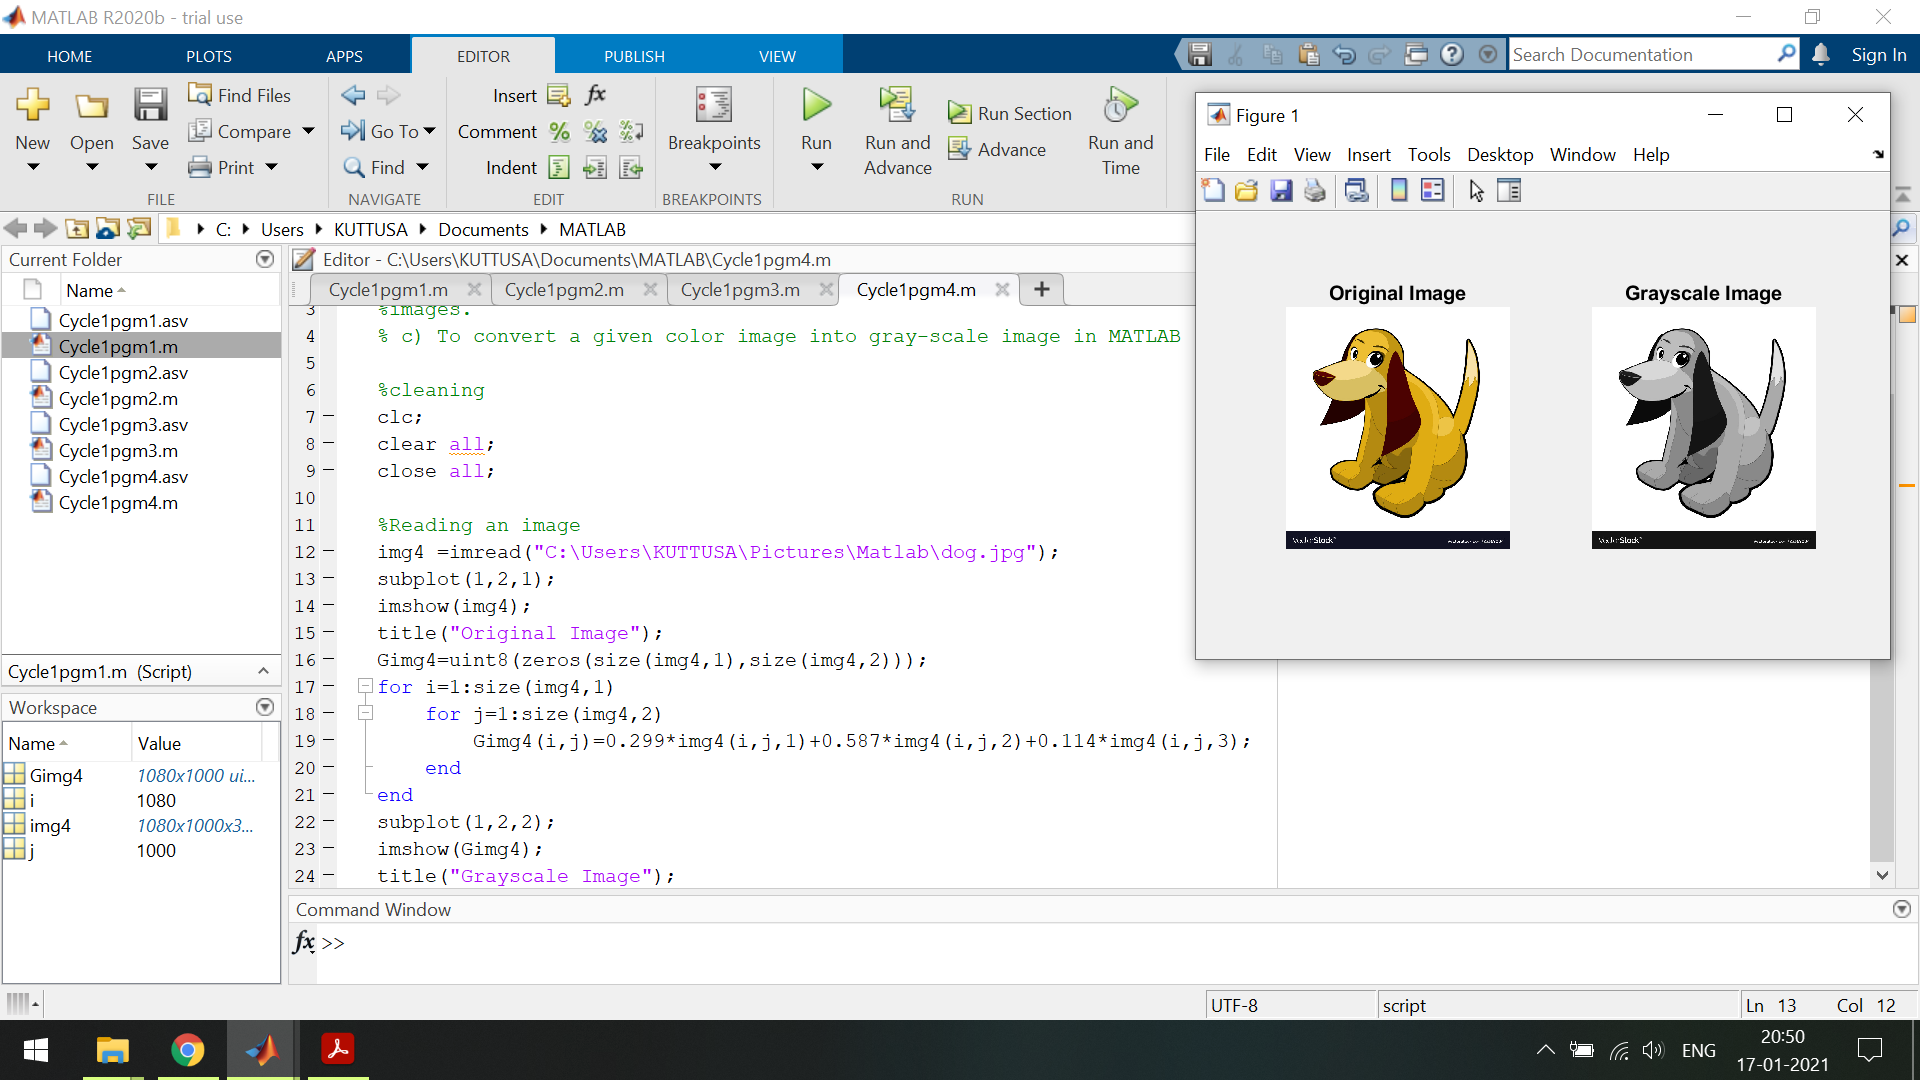 MATLAB R2020b - trial use
HOME PLOTS APPS EDITOR PUBLISH VIEW
Search Documentation
Sign In
New
Open
Save
Find Files
Compare
Print
FILE
Go To
Find
NAVIGATE
Insert
Comment
Indent
EDIT
Breakpoints
BREAKPOINTS
Run
Run and Advance
Run Section
Advance
Run and Time
RUN
C: Users KUTTUSA Documents MATLAB
Current Folder
Name
Cycle1pgm1.asv
Cycle1pgm1.m
Cycle1pgm2.asv
Cycle1pgm2.m
Cycle1pgm3.asv
Cycle1pgm3.m
Cycle1pgm4.asv
Cycle1pgm4.m
Cycle1pgm1.m (Script)
Workspace
Name Value
Gimg4 1080x1000 ui...
i 1080
img4 1080x1000x3...
j 1000
Editor - C:\Users\KUTTUSA\Documents\MATLAB\Cycle1pgm4.m
Cycle1pgm1.m Cycle1pgm2.m Cycle1pgm3.m Cycle1pgm4.m
3 %images.
4 % c) To convert a given color image into gray-scale image in MATLAB
5
6 %cleaning
7 clc;
8 clear all;
9 close all;
10
11 %Reading an image
12 img4 =imread("C:\Users\KUTTUSA\Pictures\Matlab\dog.jpg");
13 subplot(1,2,1);
14 imshow(img4);
15 title("Original Image");
16 Gimg4=uint8(zeros(size(img4,1),size(img4,2)));
17 for i=1:size(img4,1)
18 for j=1:size(img4,2)
19 Gimg4(i,j)=0.299*img4(i,j,1)+0.587*img4(i,j,2)+0.114*img4(i,j,3);
20 end
21 end
22 subplot(1,2,2);
23 imshow(Gimg4);
24 title("Grayscale Image");
Figure 1
File Edit View Insert Tools Desktop Window Help
Original Image
Grayscale Image
VectorStock
VectorStock
Command Window
fx >>
UTF-8
script
Ln 13 Col 12
ENG
20:50
17-01-2021